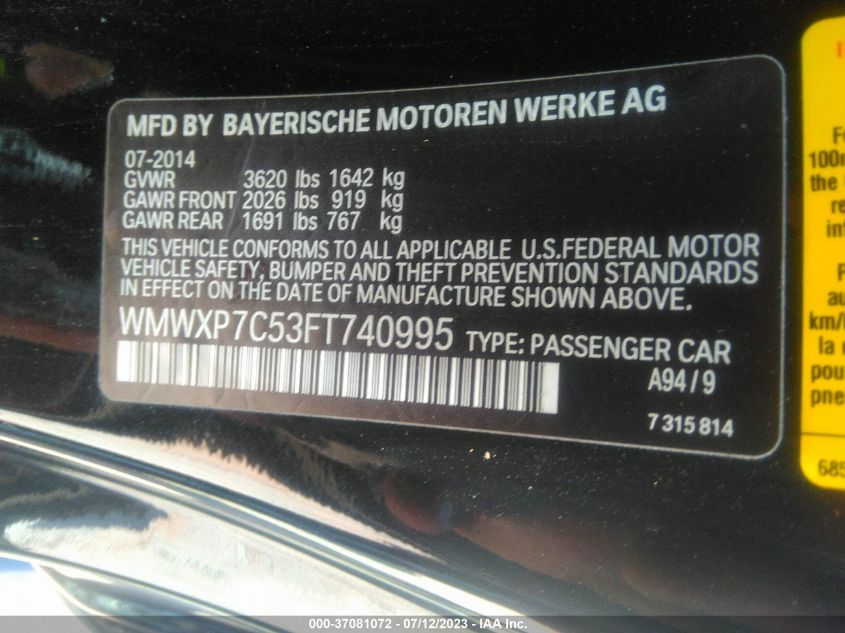 MFD BY BAYERISCHE MOTOREN WERKE AG
07-2014
GVWR 3620 lbs 1642 kg
GAWR FRONT 2026 lbs 919 kg
GAWR REAR 1691 lbs 767 kg
THIS VEHICLE CONFORMS TO ALL APPLICABLE U.S.FEDERAL MOTOR
VEHICLE SAFETY, BUMPER AND THEFT PREVENTION STANDARDS
IN EFFECT ON THE DATE OF MANUFACTURE SHOWN ABOVE.
WMWXP7C53FT740995 TYPE: PASSENGER CAR
A94/9
7 315 814
100
the
la
000-37081072 - 07/12/2023 - IAA Inc.